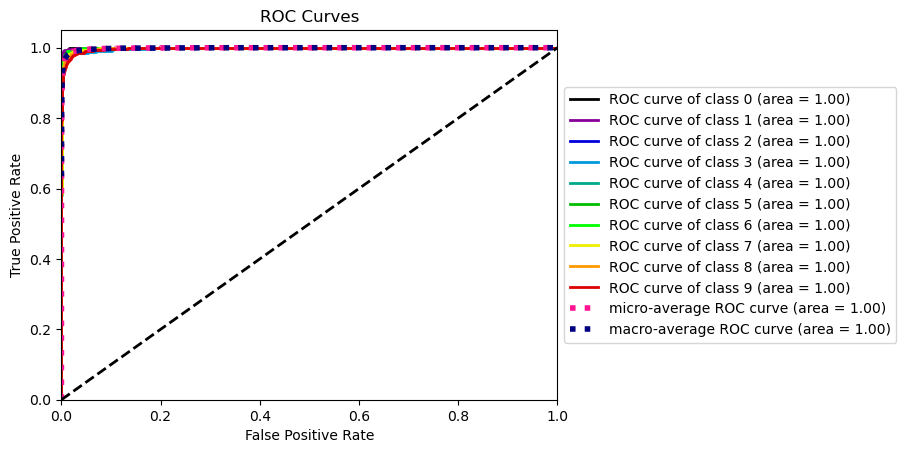 ROC Curves
True Positive Rate
1.0
0.8
0.6
0.4
0.2
0.0
0.0 0.2 0.4 0.6 0.8 1.0
False Positive Rate
ROC curve of class 0 (area = 1.00)
ROC curve of class 1 (area = 1.00)
ROC curve of class 2 (area = 1.00)
ROC curve of class 3 (area = 1.00)
ROC curve of class 4 (area = 1.00)
ROC curve of class 5 (area = 1.00)
ROC curve of class 6 (area = 1.00)
ROC curve of class 7 (area = 1.00)
ROC curve of class 8 (area = 1.00)
ROC curve of class 9 (area = 1.00)
micro-average ROC curve (area = 1.00)
macro-average ROC curve (area = 1.00)